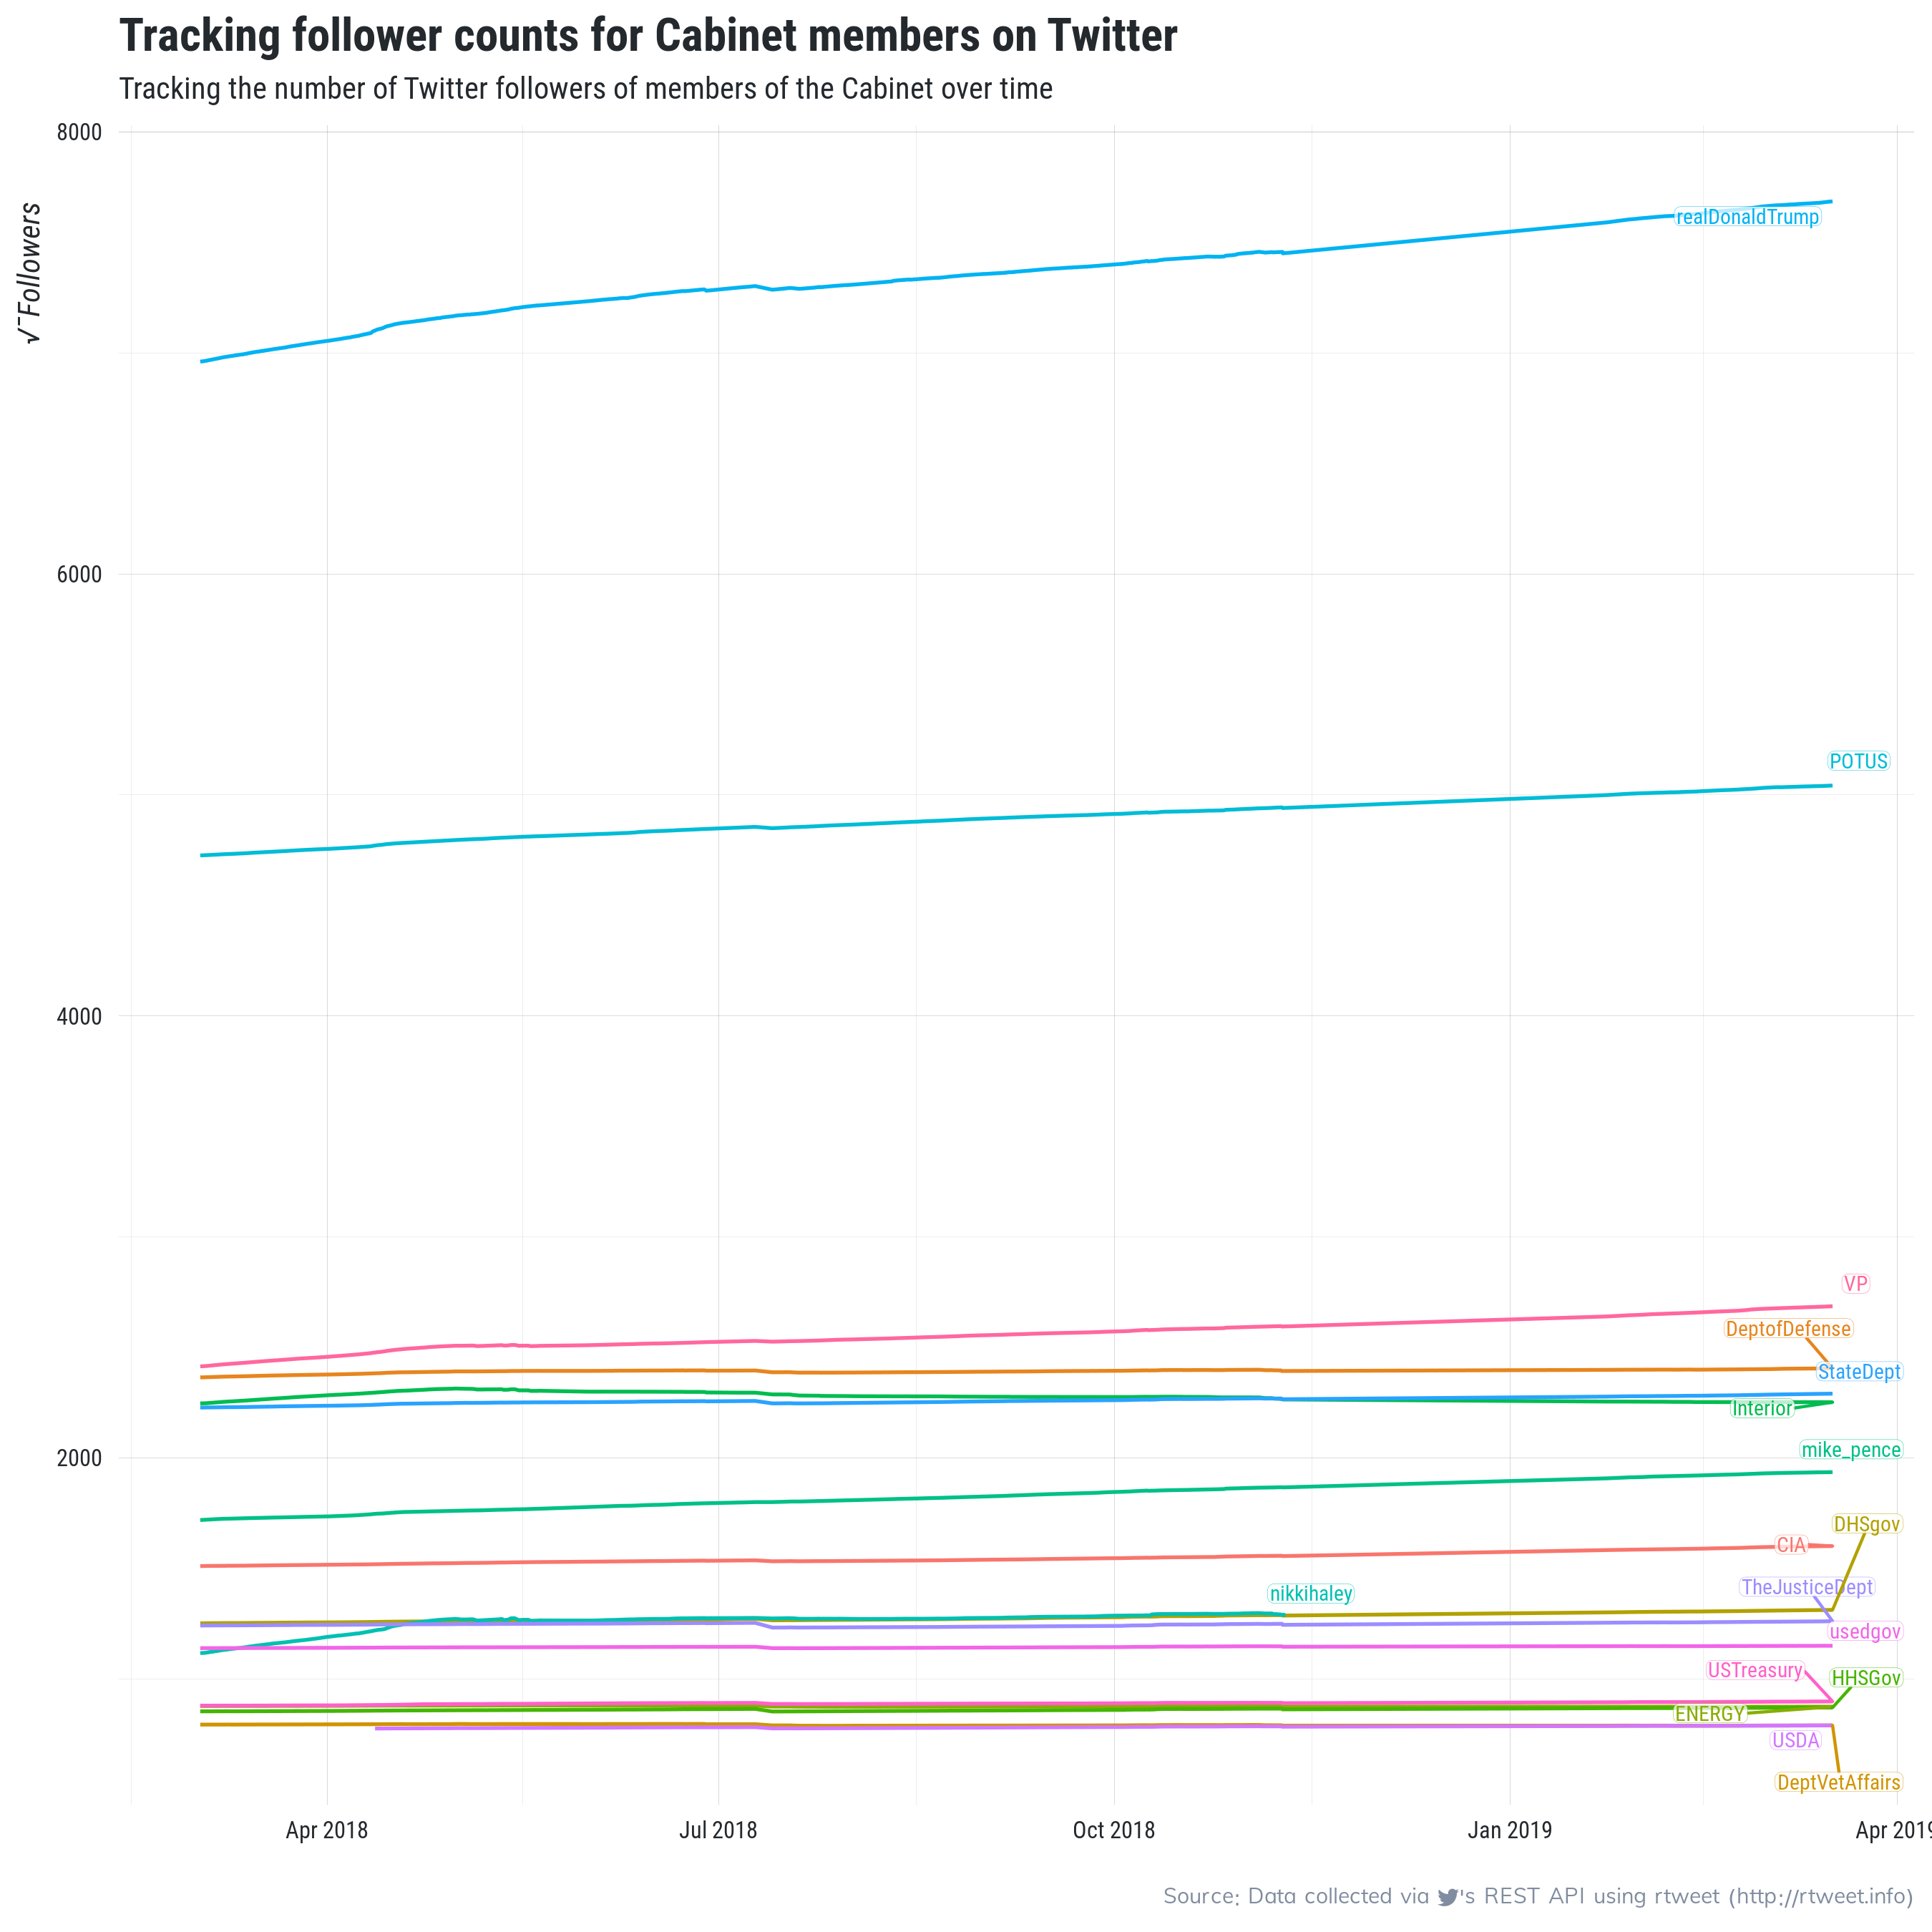 Tracking follower counts for Cabinet members on Twitter
Tracking the number of Twitter followers of members of the Cabinet over time
√‾Followers
8000
6000
4000
2000
realDonaldTrump
POTUS
VP
DeptofDefense
StateDept
Interior
mike_pence
DHSgov
CIA
TheJusticeDept
nikkihaley
usedgov
USTreasury
HHSGov
ENERGY
USDA
DeptVetAffairs
Apr 2018
Jul 2018
Oct 2018
Jan 2019
Apr 2019
Source: Data collected via 's REST API using rtweet (http://rtweet.info)